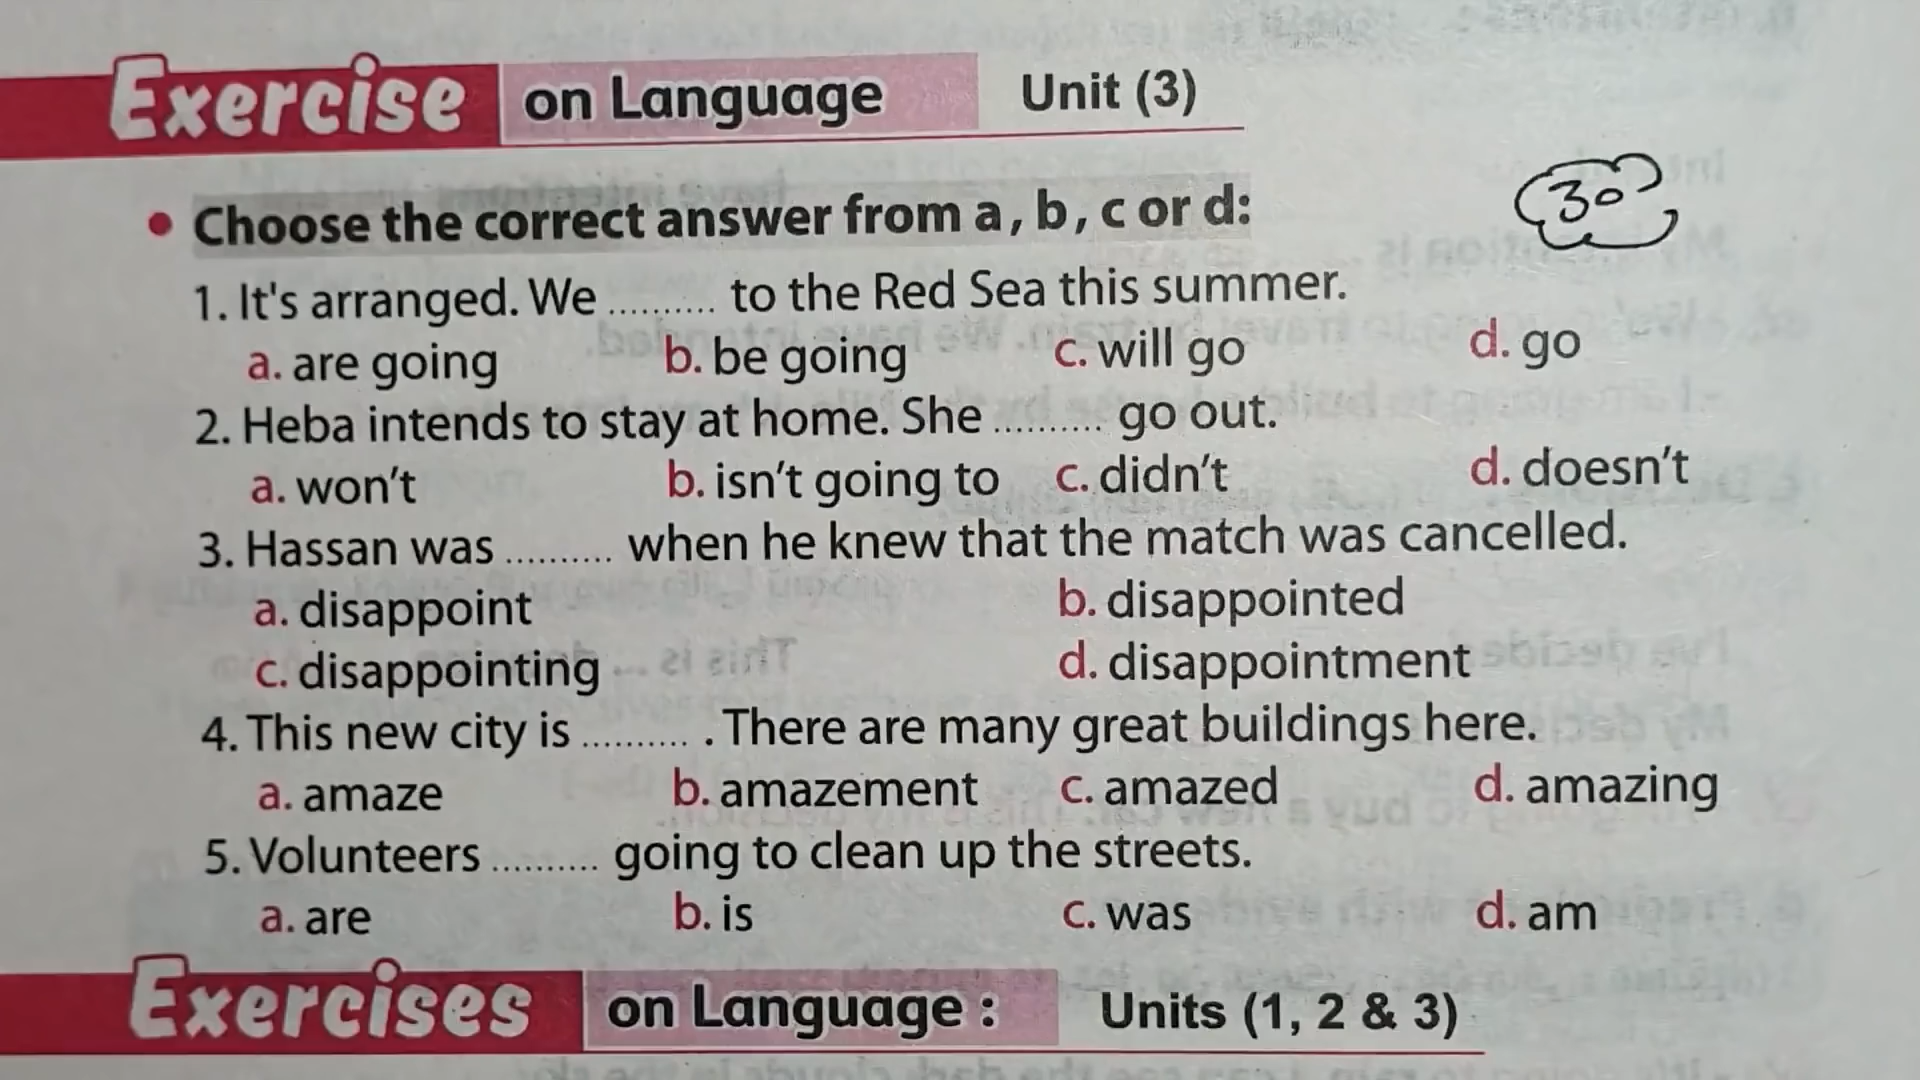 Exercise on Language Unit (3)
30
• Choose the correct answer from a, b, c or d:
1. It's arranged. We .......... to the Red Sea this summer.
a. are going b. be going c. will go d. go
2. Heba intends to stay at home. She .......... go out.
a. won't b. isn't going to c. didn't d. doesn't
3. Hassan was .......... when he knew that the match was cancelled.
a. disappoint b. disappointed
c. disappointing d. disappointment
4. This new city is .......... . There are many great buildings here.
a. amaze b. amazement c. amazed d. amazing
5. Volunteers .......... going to clean up the streets.
a. are b. is c. was d. am
Exercises on Language : Units (1, 2 & 3)